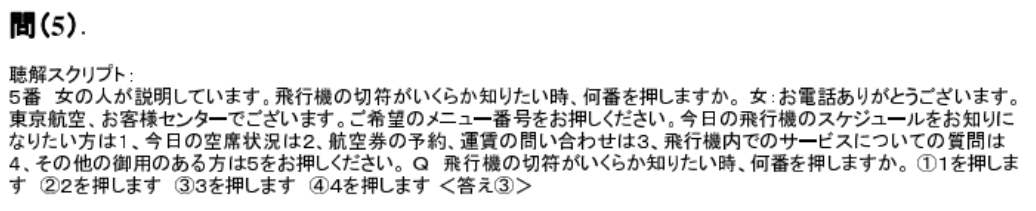 問(5).
聴解スクリプト:
5番 女の人が説明しています。飛行機の切符がいくらか知りたい時、何番を押しますか。 女:お電話ありがとうございます。
東京航空、お客様センターでございます。ご希望のメニュー番号をお押しください。今日の飛行機のスケジュールをお知りに
なりたい方は1、今日の空席状況は2、航空券の予約、運賃の問い合わせは3、飛行機内でのサービスについての質問は
4、その他の御用のある方は5をお押しください。 Q 飛行機の切符がいくらか知りたい時、何番を押しますか。 ①1を押しま
す ②2を押します ③3を押します ④4を押します <答え③>